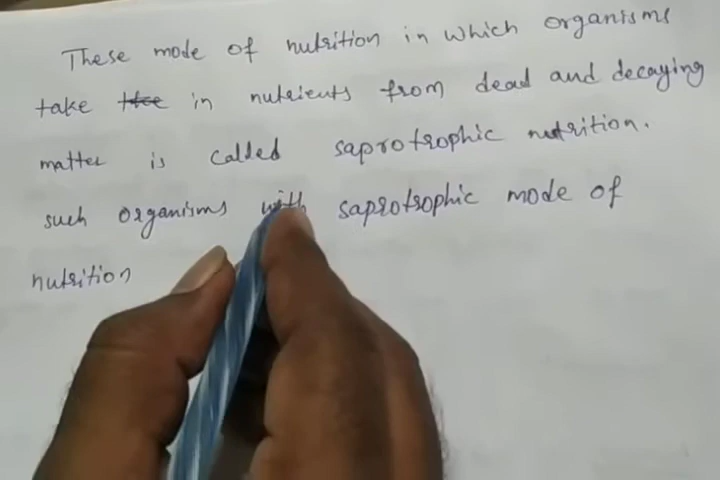 These mode of nutrition in which organisms
take thee in nutrients from dead and decaying
matter is called saprotrophic nutrition.
such organisms with saprotrophic mode of
nutrition